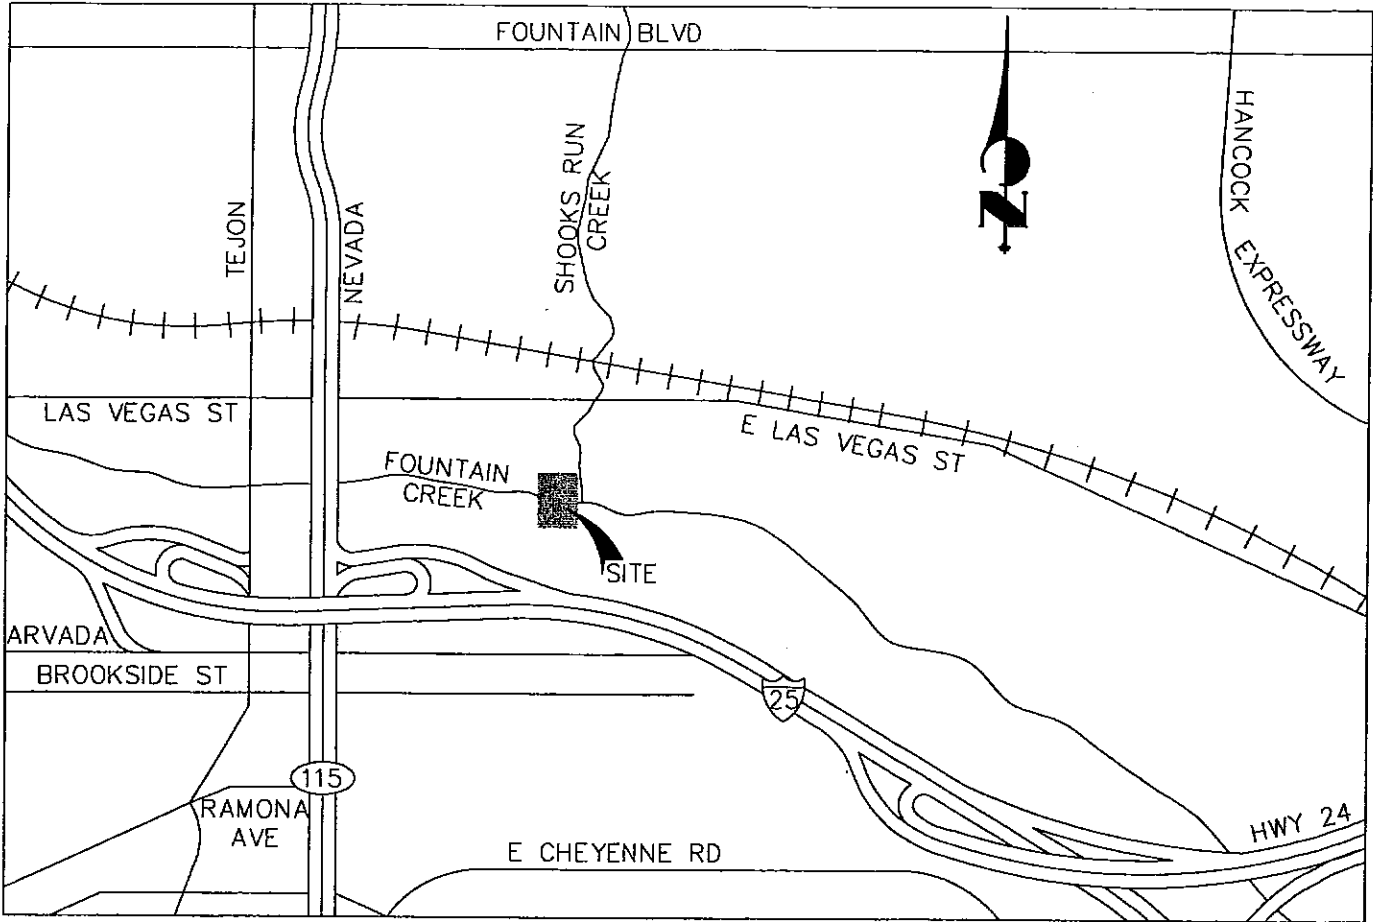 FOUNTAIN BLVD
HANCOCK EXPRESSWAY
SHOOKS RUN
CREEK
N
TEJON
NEVADA
LAS VEGAS ST
E LAS VEGAS ST
FOUNTAIN
CREEK
SITE
ARVADA
BROOKSIDE ST
25
115
RAMONA
AVE
HWY 24
E CHEYENNE RD